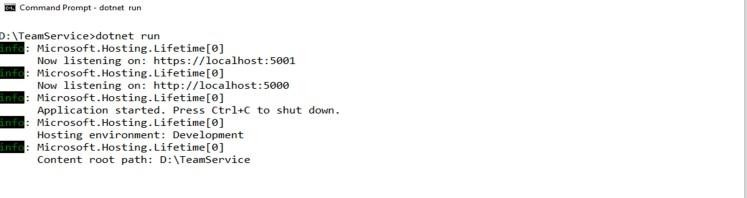 Command Prompt - dotnet run
D:\TeamService>dotnet run
info: Microsoft.Hosting.Lifetime[0]
Now listening on: https://localhost:5001
info: Microsoft.Hosting.Lifetime[0]
Now listening on: http://localhost:5000
info: Microsoft.Hosting.Lifetime[0]
Application started. Press Ctrl+C to shut down.
info: Microsoft.Hosting.Lifetime[0]
Hosting environment: Development
info: Microsoft.Hosting.Lifetime[0]
Content root path: D:\TeamService